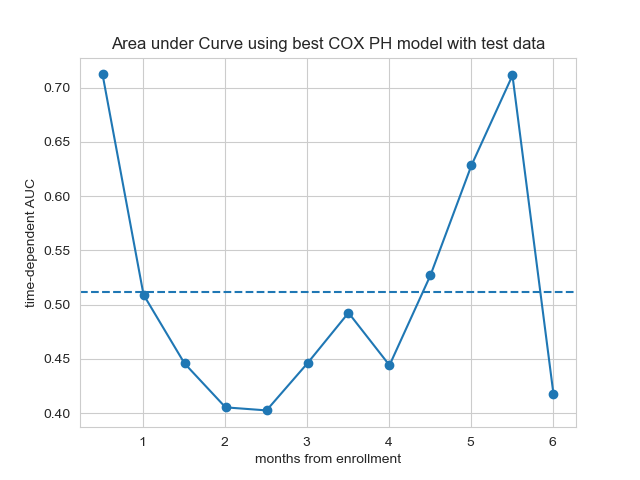 Area under Curve using best COX PH model with test data
time-dependent AUC
0.70
0.65
0.60
0.55
0.50
0.45
0.40
1 2 3 4 5 6
months from enrollment